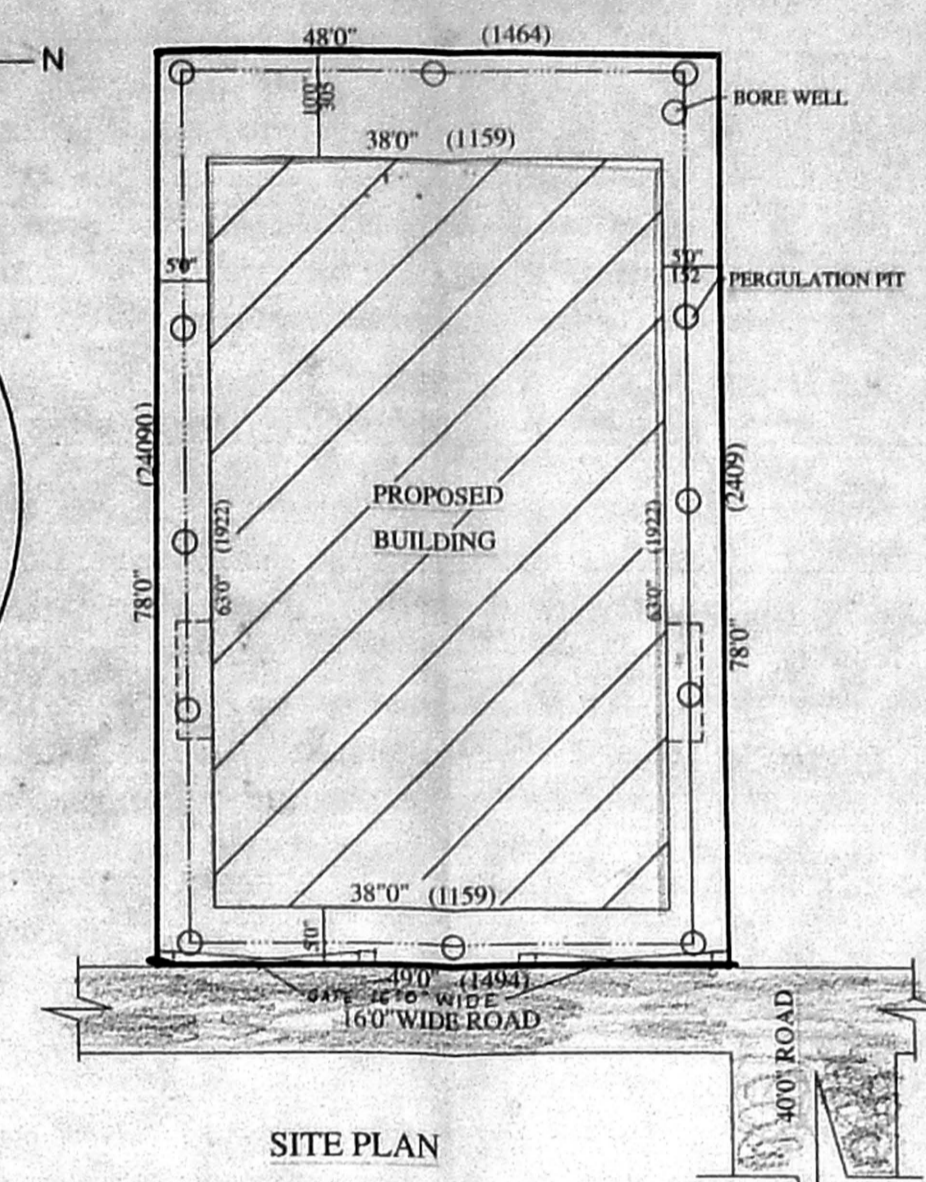 N
48'0" (1464)
10'0"
305
BORE WELL
38'0" (1159)
5'0"
5'0"
152
PERGULATION PIT
(24090)
78'0"
(1922)
63'0"
PROPOSED
BUILDING
(1922)
63'0"
(2409)
78'0"
38"0" (1159)
5'0"
49'0" (1494)
GATE 16'0" WIDE
16'0" WIDE ROAD
40'0" ROAD
SITE PLAN